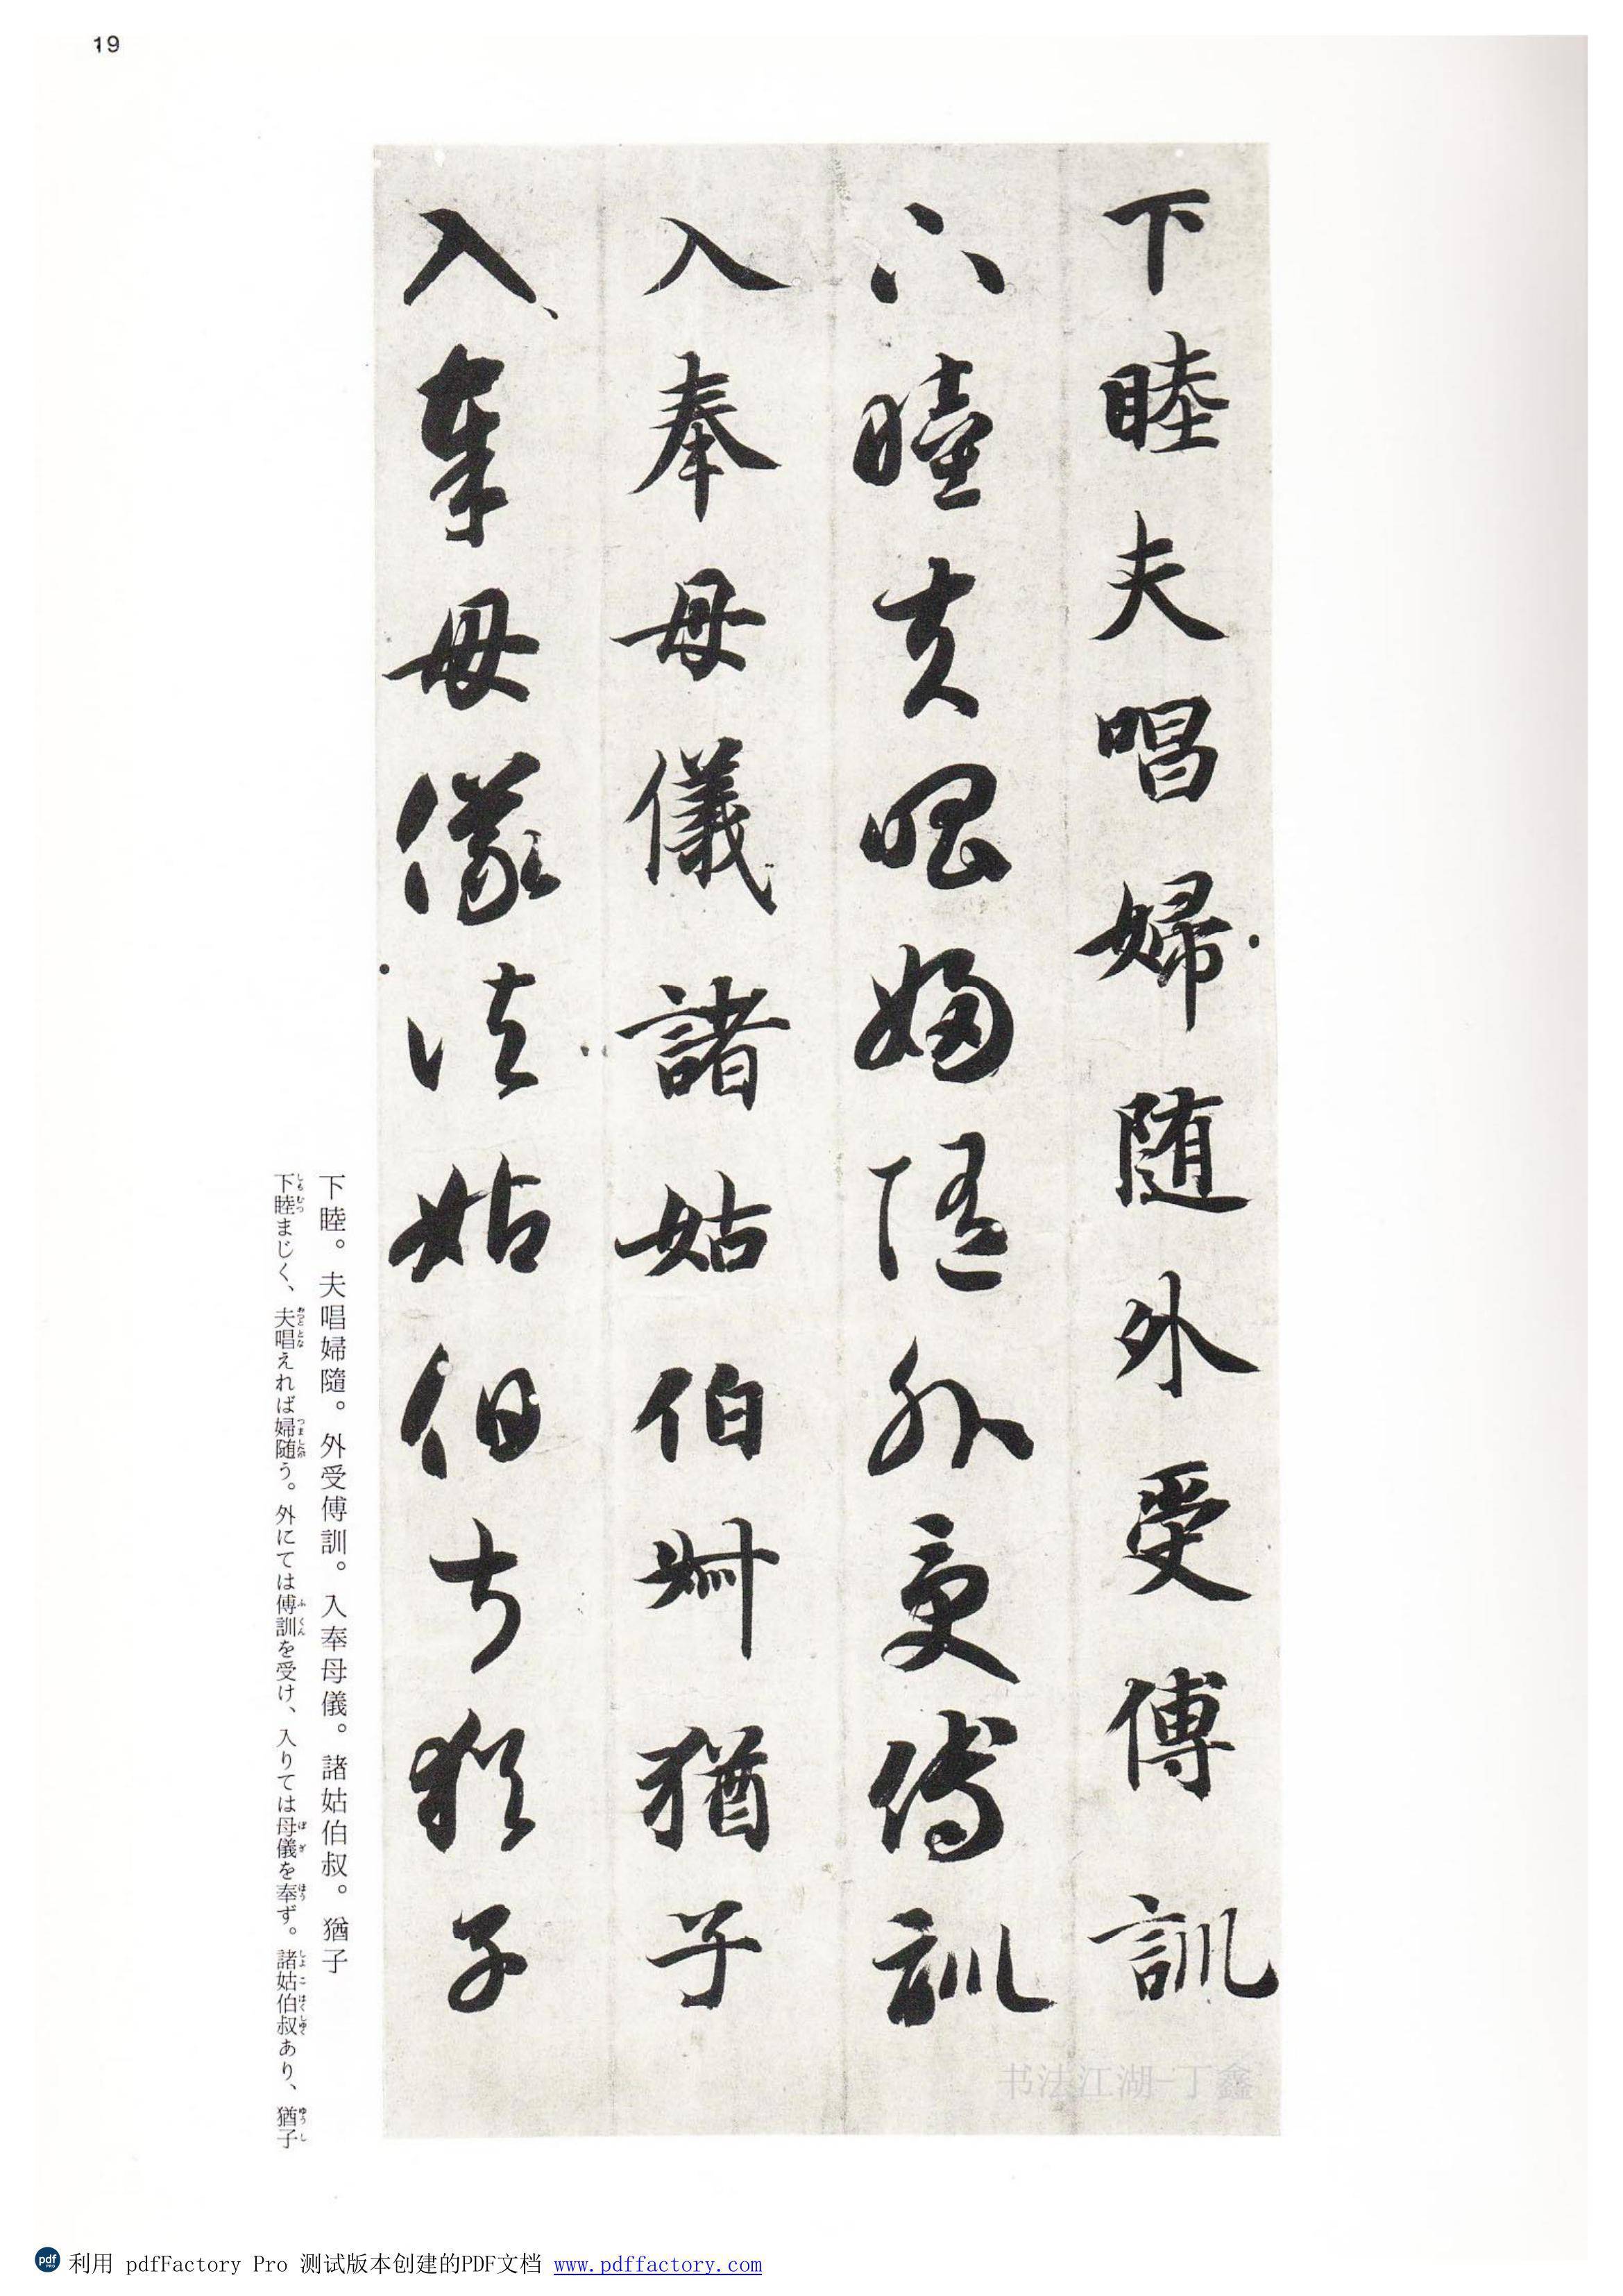 19
下睦夫唱婦随外受傅訓
下睦夫唱婦随外受傅訓
入奉母儀諸姑伯叔猶子
入奉母儀諸姑伯叔猶子
下睦。夫唱婦隨。外受傅訓。入奉母儀。諸姑伯叔。猶子
下睦まじく、夫唱えれば婦随う。外にては傅訓を受け、入りては母儀を奉ず。諸姑伯叔あり、猶子
书法江湖-丁鑫
利用 pdfFactory Pro 测试版本创建的PDF文档 www.pdffactory.com